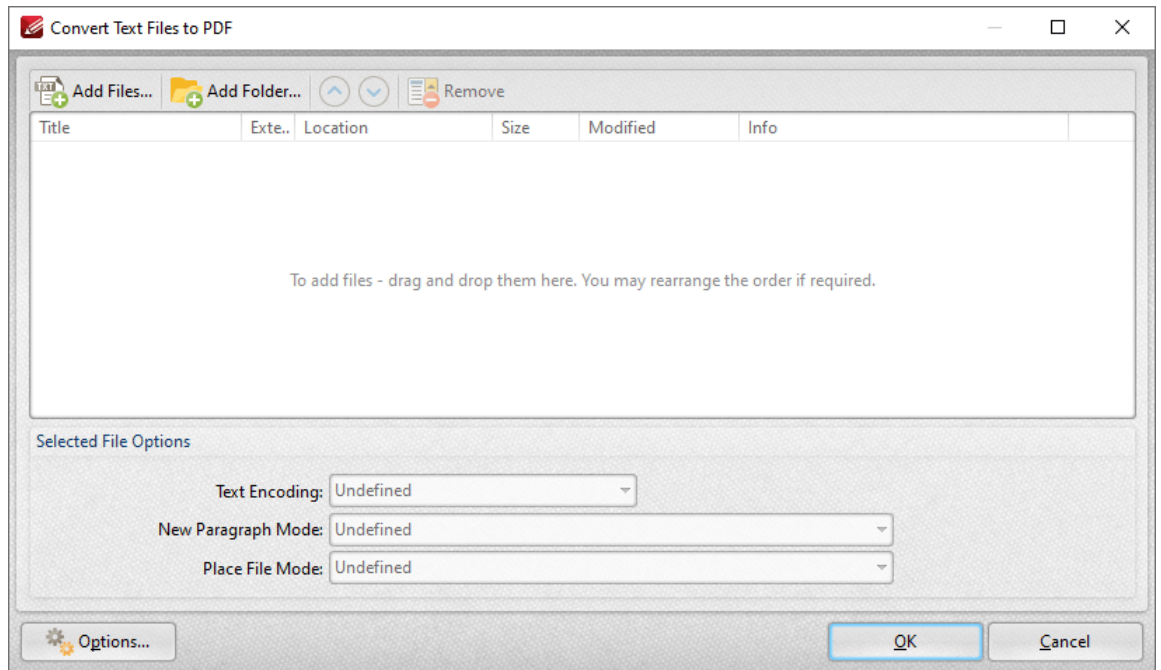 Convert Text Files to PDF
TXT Add Files... Add Folder... Remove
Title Exte.. Location Size Modified Info
To add files - drag and drop them here. You may rearrange the order if required.
Selected File Options
Text Encoding: Undefined
New Paragraph Mode: Undefined
Place File Mode: Undefined
Options... OK Cancel